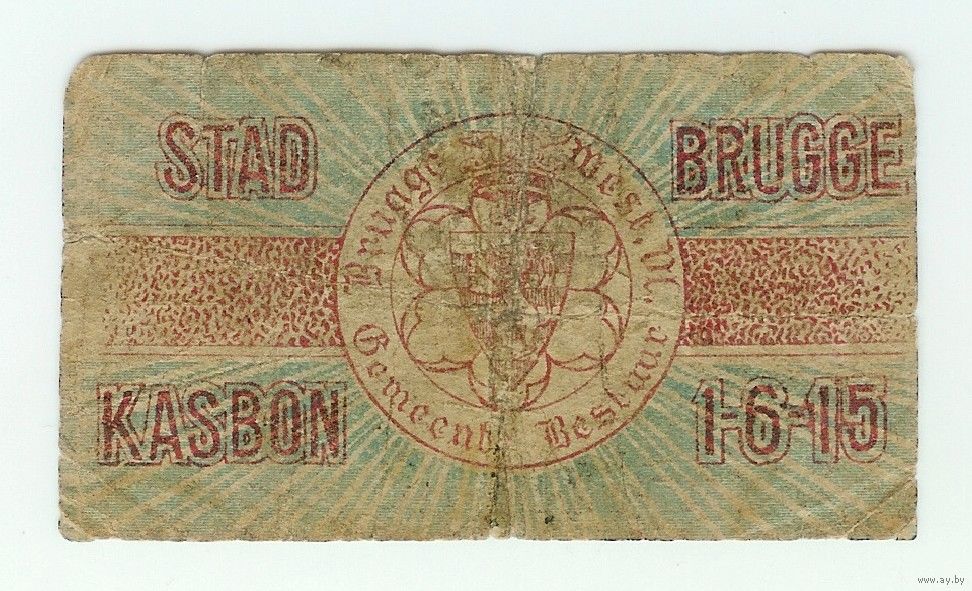 STAD BRUGGE
Brugge West. Vl.
Gemeente Bestuur
KASBON 1-6-15
www.ay.by